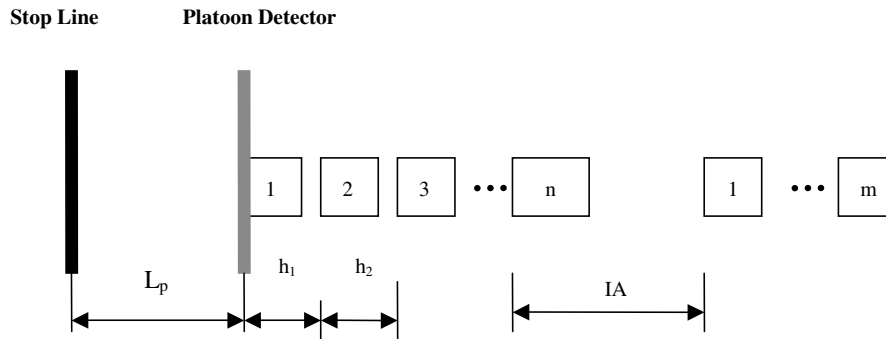 Stop Line Platoon Detector
1 2 3 ••• n 1 ••• m
h₁ h₂
Lₚ IA